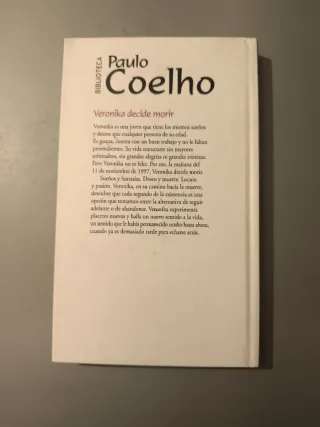 BIBLIOTECA
Paulo
Coelho
Veronika decide morir
Veronika es una joven que tiene los mismos sueños
y deseos que cualquier persona de su edad.
Es guapa, cuenta con un buen trabajo y no le faltan
pretendientes. Su vida transcurre sin mayores
sobresaltos, sin grandes alegrías ni grandes tristezas.
Pero Veronika no es feliz. Por eso, la mañana del
11 de noviembre de 1997, Veronika decide morir.
Sueños y fantasías. Deseo y muerte. Locura
y pasión. Veronika, en su camino hacia la muerte,
descubre que cada segundo de la existencia es una
opción que tomamos entre la alternativa de seguir
adelante o de abandonar. Veronika experimenta
placeres nuevos y halla un nuevo sentido a la vida,
un sentido que le había permanecido oculto hasta ahora,
cuando ya es demasiado tarde para echarse atrás.